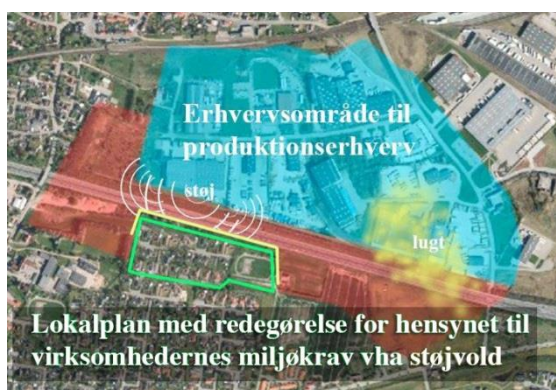 Erhvervsområde til
produktionserhverv
støj
lugt
Lokalplan med redegørelse for hensynet til
virksomhedernes miljøkrav vha støjvold